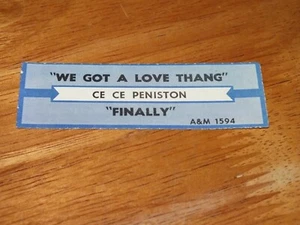 "WE GOT A LOVE THANG"
CE CE PENISTON
"FINALLY"
A&M 1594